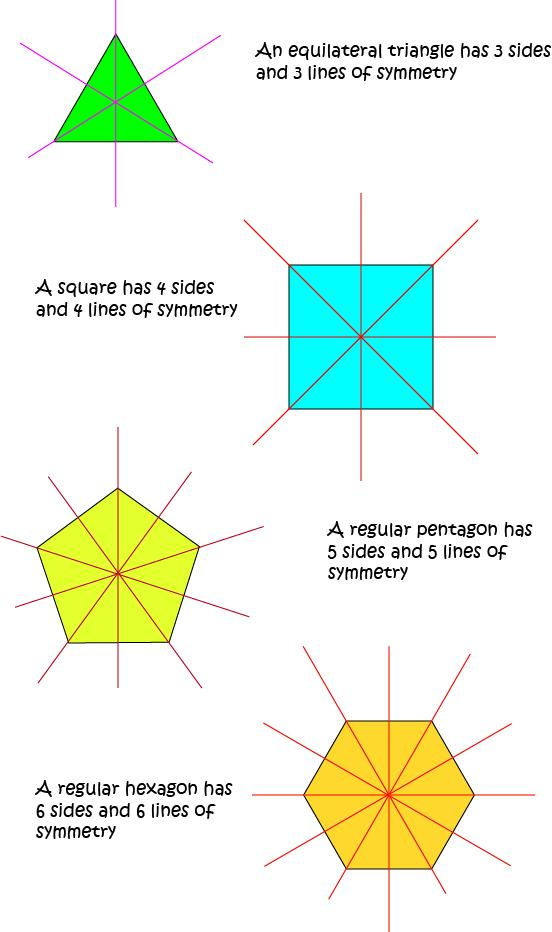 An equilateral triangle has 3 sides
and 3 lines of symmetry
A square has 4 sides
and 4 lines of symmetry
A regular pentagon has
5 sides and 5 lines of
symmetry
A regular hexagon has
6 sides and 6 lines of
symmetry